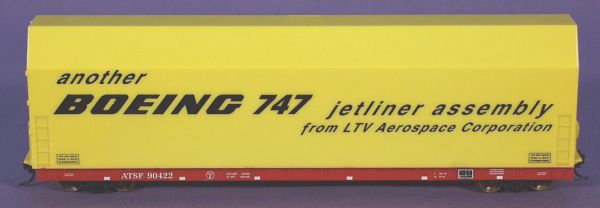 another
BOEING 747 jetliner assembly
from LTV Aerospace Corporation
ATSF 90422